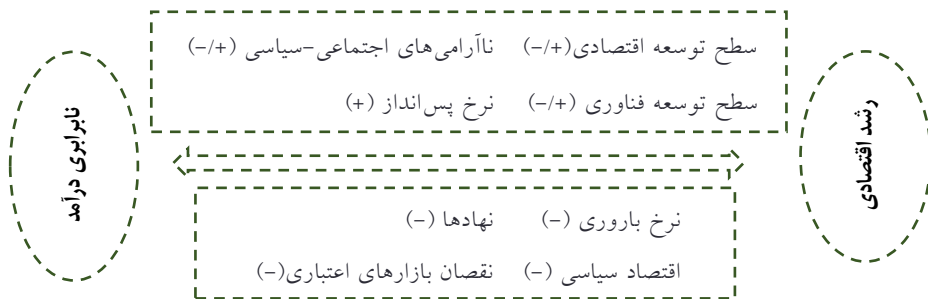 سطح توسعه اقتصادی(+/–) ناآرامی‌های اجتماعی–سیاسی (+/–)
سطح توسعه فناوری (+/–) نرخ پس‌انداز (+)
رشد اقتصادی
نابرابری درآمد
نرخ باروری (–) نهادها (–)
اقتصاد سیاسی (–) نقصان بازارهای اعتباری(–)